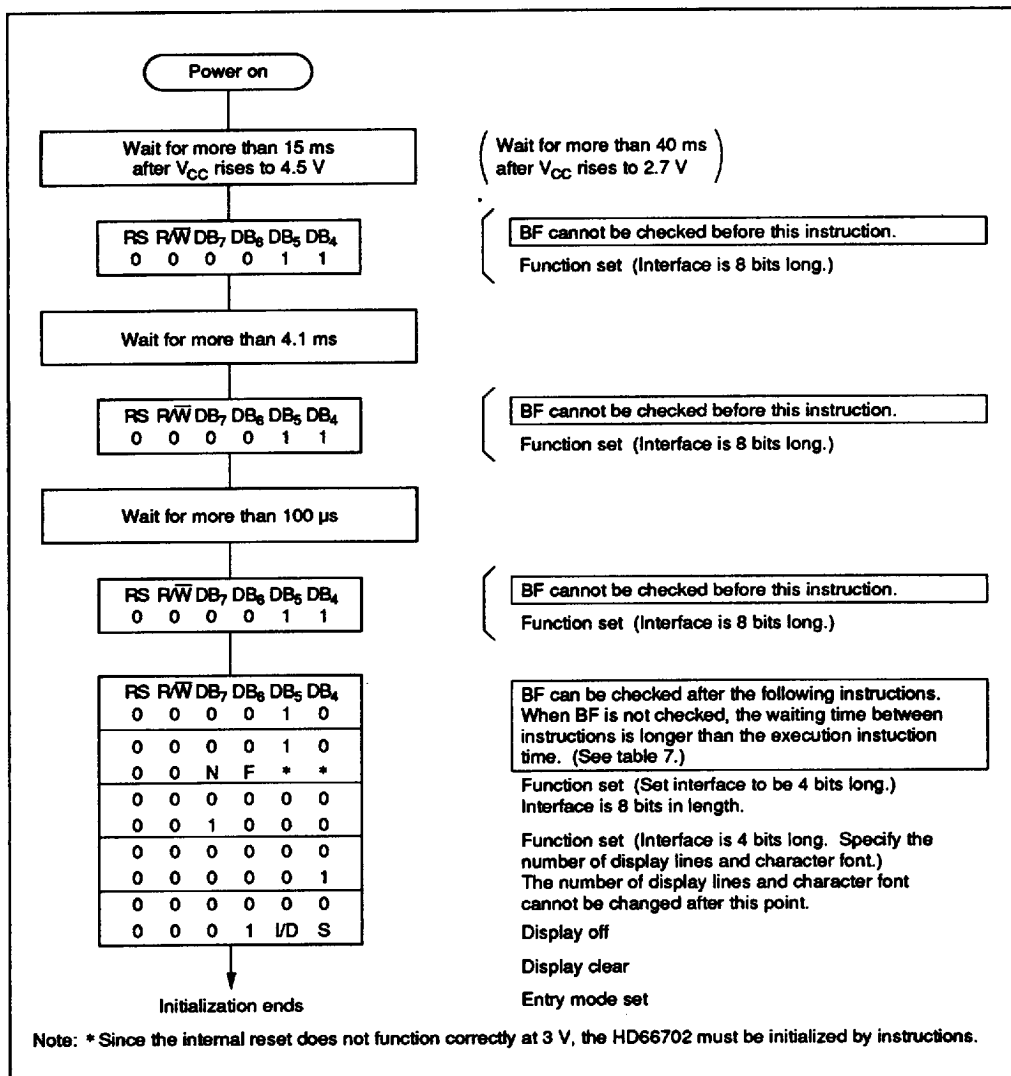 Power on
Wait for more than 15 ms
after VCC rises to 4.5 V
(Wait for more than 40 ms
after VCC rises to 2.7 V)
RS R/W̅ DB7 DB6 DB5 DB4
0 0 0 0 1 1
BF cannot be checked before this instruction.
Function set (Interface is 8 bits long.)
Wait for more than 4.1 ms
RS R/W̅ DB7 DB6 DB5 DB4
0 0 0 0 1 1
BF cannot be checked before this instruction.
Function set (Interface is 8 bits long.)
Wait for more than 100 µs
RS R/W̅ DB7 DB6 DB5 DB4
0 0 0 0 1 1
BF cannot be checked before this instruction.
Function set (Interface is 8 bits long.)
RS R/W̅ DB7 DB6 DB5 DB4
0 0 0 0 1 0
0 0 0 0 1 0
0 0 N F * *
0 0 0 0 0 0
0 0 1 0 0 0
0 0 0 0 0 0
0 0 0 0 0 1
0 0 0 0 0 0
0 0 0 1 I/D S
Initialization ends
BF can be checked after the following instructions.
When BF is not checked, the waiting time between
instructions is longer than the execution instuction
time. (See table 7.)
Function set (Set interface to be 4 bits long.)
Interface is 8 bits in length.
Function set (Interface is 4 bits long. Specify the
number of display lines and character font.)
The number of display lines and character font
cannot be changed after this point.
Display off
Display clear
Entry mode set
Note: * Since the internal reset does not function correctly at 3 V, the HD66702 must be initialized by instructions.